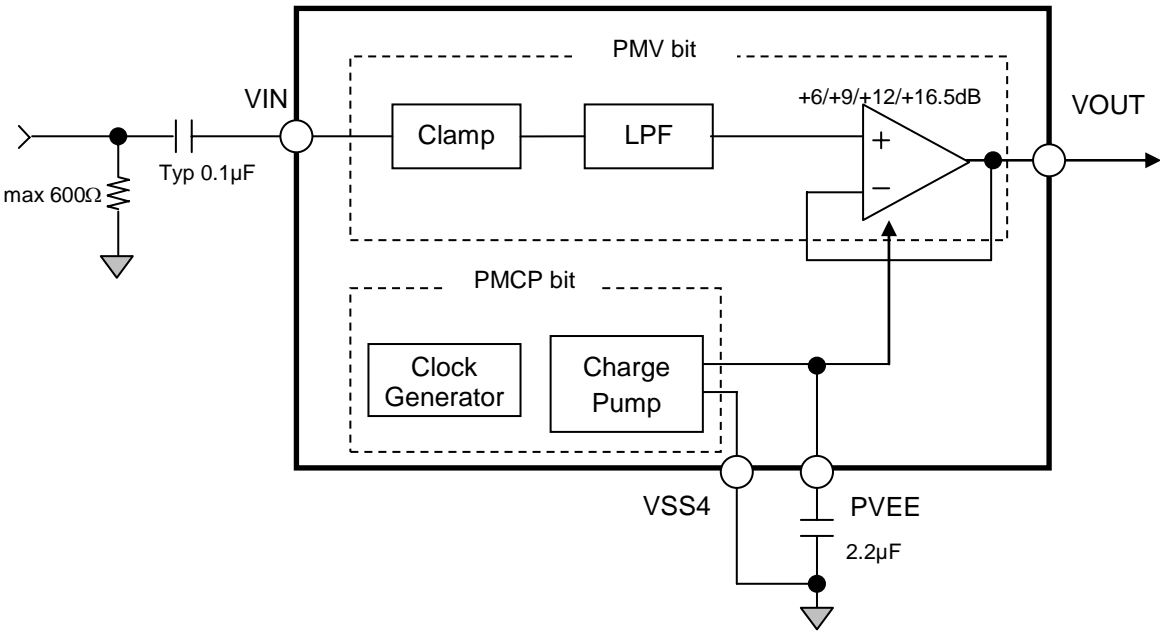 PMV bit
+6/+9/+12/+16.5dB
VIN
VOUT
Clamp
LPF
+
−
Typ 0.1µF
max 600Ω
PMCP bit
Clock
Generator
Charge
Pump
VSS4
PVEE
2.2µF